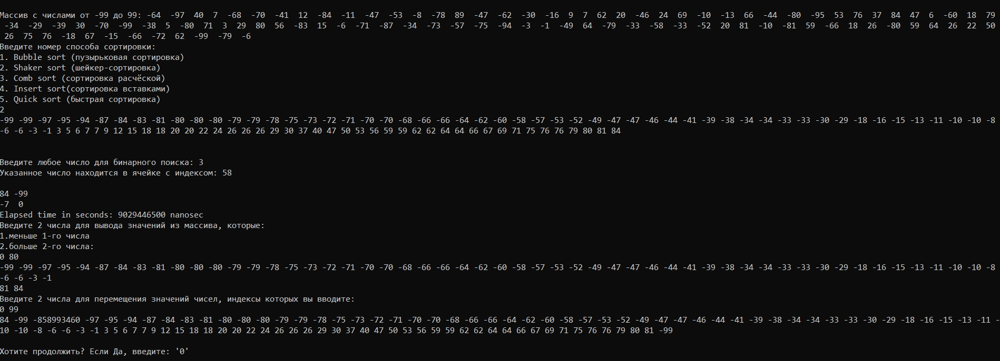 Массив с числами от -99 до 99: -64 -97 40 7 -68 -70 -41 12 -84 -11 -47 -53 -8 -78 89 -47 -62 -30 -16 9 7 62 20 -46 24 69 -10 -13 66 -44 -80 -95 53 76 37 84 47 6 -60 18 79
-34 -29 -39 30 -70 -99 -38 5 -80 71 3 29 80 56 -83 15 -6 -71 -87 -34 -73 -57 -75 -94 -3 -1 -49 64 -79 -33 -58 -33 -52 20 81 -10 -81 59 -66 18 26 -80 59 64 26 22 50
26 75 76 -18 67 -15 -66 -72 62 -99 -79 -6
Введите номер способа сортировки:
1. Bubble sort (пузырьковая сортировка)
2. Shaker sort (шейкер-сортировка)
3. Comb sort (сортировка расчёской)
4. Insert sort(сортировка вставками)
5. Quick sort (быстрая сортировка)
2
-99 -99 -97 -95 -94 -87 -84 -83 -81 -80 -80 -80 -79 -79 -78 -75 -73 -72 -71 -70 -70 -68 -66 -66 -64 -62 -60 -58 -57 -53 -52 -49 -47 -47 -46 -44 -41 -39 -38 -34 -34 -33 -33 -30 -29 -18 -16 -15 -13 -11 -10 -10 -8
-6 -6 -3 -1 3 5 6 7 7 9 12 15 18 18 20 20 22 24 26 26 26 29 30 37 40 47 50 53 56 59 59 62 62 64 64 66 67 69 71 75 76 76 79 80 81 84
Введите любое число для бинарного поиска: 3
Указанное число находится в ячейке с индексом: 58
84 -99
-7 0
Elapsed time in seconds: 9029446500 nanosec
Введите 2 числа для вывода значений из массива, которые:
1.меньше 1-го числа
2.больше 2-го числа:
0 80
-99 -99 -97 -95 -94 -87 -84 -83 -81 -80 -80 -80 -79 -79 -78 -75 -73 -72 -71 -70 -70 -68 -66 -66 -64 -62 -60 -58 -57 -53 -52 -49 -47 -47 -46 -44 -41 -39 -38 -34 -34 -33 -33 -30 -29 -18 -16 -15 -13 -11 -10 -10 -8
-6 -6 -3 -1
81 84
Введите 2 числа для перемещения значений чисел, индексы которых вы вводите:
0 99
84 -99 -858993460 -97 -95 -94 -87 -84 -83 -81 -80 -80 -80 -79 -79 -78 -75 -73 -72 -71 -70 -70 -68 -66 -66 -64 -62 -60 -58 -57 -53 -52 -49 -47 -47 -46 -44 -41 -39 -38 -34 -34 -33 -33 -30 -29 -18 -16 -15 -13 -11 -
10 -10 -8 -6 -6 -3 -1 3 5 6 7 7 9 12 15 18 18 20 20 22 24 26 26 26 29 30 37 40 47 50 53 56 59 59 62 62 64 64 66 67 69 71 75 76 76 79 80 81 -99
Хотите продолжить? Если Да, введите: '0'